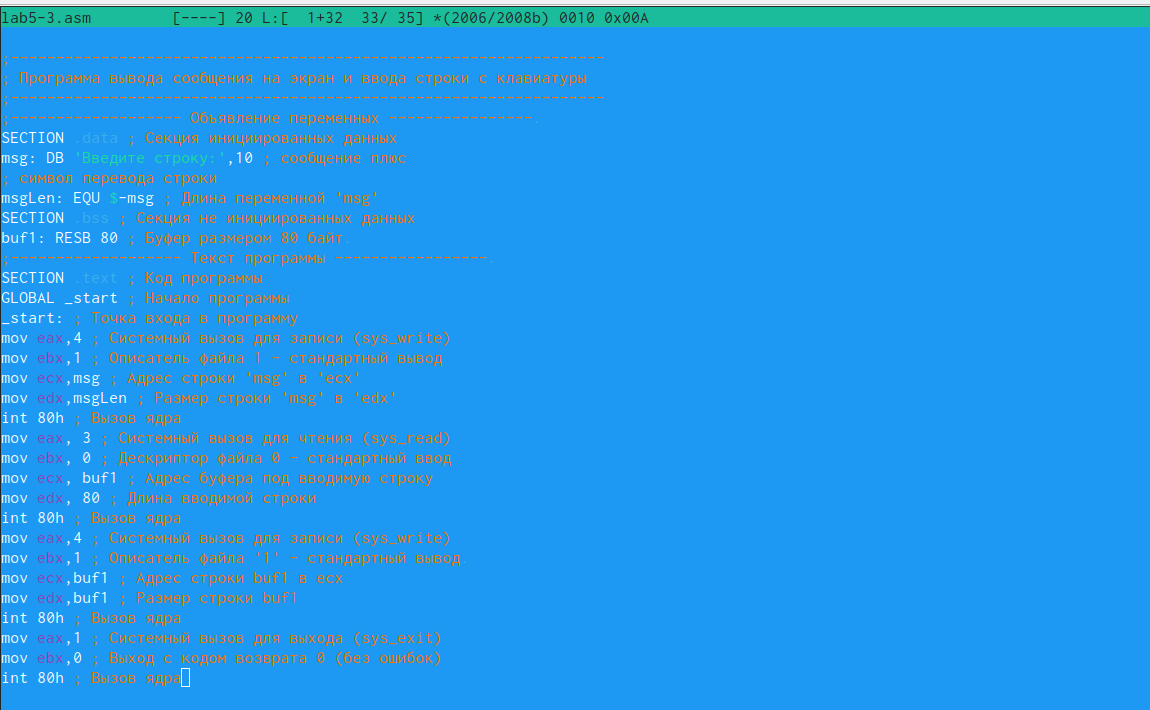 lab5-3.asm [----] 20 L:[ 1+32 33/ 35] *(2006/2008b) 0010 0x00A
;------------------------------------------------------------------
; Программа вывода сообщения на экран и ввода строки с клавиатуры
;------------------------------------------------------------------
;------------------- Объявление переменных ----------------.
SECTION .data ; Секция инициированных данных
msg: DB 'Введите строку:',10 ; сообщение плюс
; символ перевода строки
msgLen: EQU $-msg ; Длина переменной 'msg'
SECTION .bss ; Секция не инициированных данных
buf1: RESB 80 ; Буфер размером 80 байт.
;------------------- Текст программы -----------------.
SECTION .text ; Код программы
GLOBAL _start ; Начало программы
_start: ; Точка входа в программу
mov eax,4 ; Системный вызов для записи (sys_write)
mov ebx,1 ; Описатель файла 1 - стандартный вывод
mov ecx,msg ; Адрес строки 'msg' в 'ecx'
mov edx,msgLen ; Размер строки 'msg' в 'edx'
int 80h ; Вызов ядра
mov eax, 3 ; Системный вызов для чтения (sys_read)
mov ebx, 0 ; Дескриптор файла 0 - стандартный ввод
mov ecx, buf1 ; Адрес буфера под вводимую строку
mov edx, 80 ; Длина вводимой строки
int 80h ; Вызов ядра
mov eax,4 ; Системный вызов для записи (sys_write)
mov ebx,1 ; Описатель файла '1' - стандартный вывод.
mov ecx,buf1 ; Адрес строки buf1 в ecx
mov edx,buf1 ; Размер строки buf1
int 80h ; Вызов ядра
mov eax,1 ; Системный вызов для выхода (sys_exit)
mov ebx,0 ; Выход с кодом возврата 0 (без ошибок)
int 80h ; Вызов ядра